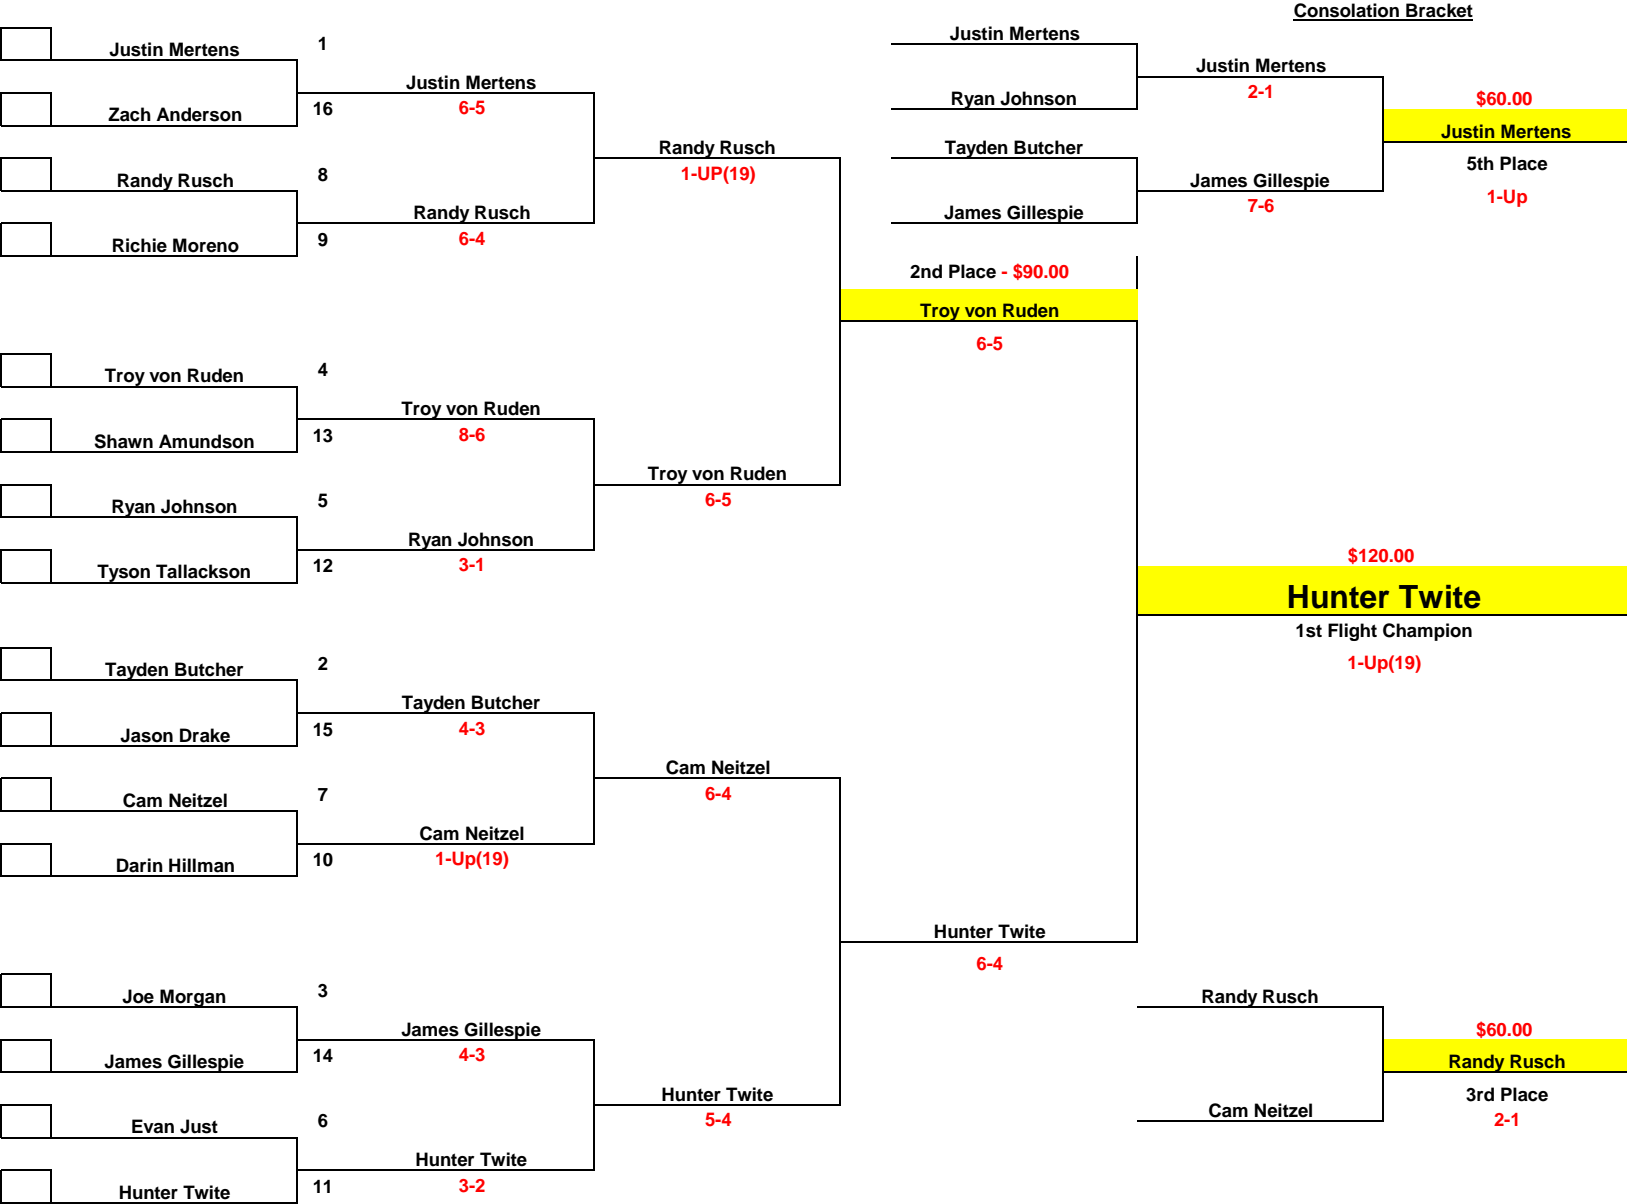 Consolation Bracket
Justin Mertens
1
Zach Anderson
16
Justin Mertens
6-5
Randy Rusch
8
Richie Moreno
9
Randy Rusch
6-4
Randy Rusch
1-UP(19)
Troy von Ruden
4
Shawn Amundson
13
Troy von Ruden
8-6
Ryan Johnson
5
Tyson Tallackson
12
Ryan Johnson
3-1
Troy von Ruden
6-5
Tayden Butcher
2
Jason Drake
15
Tayden Butcher
4-3
Cam Neitzel
7
Darin Hillman
10
Cam Neitzel
1-Up(19)
Cam Neitzel
6-4
Joe Morgan
3
James Gillespie
14
James Gillespie
4-3
Evan Just
6
Hunter Twite
11
Hunter Twite
3-2
Hunter Twite
5-4
2nd Place - $90.00
Troy von Ruden
6-5
Hunter Twite
6-4
$120.00
Hunter Twite
1st Flight Champion
1-Up(19)
Justin Mertens
Ryan Johnson
Justin Mertens
2-1
Tayden Butcher
James Gillespie
James Gillespie
7-6
$60.00
Justin Mertens
5th Place
1-Up
Randy Rusch
Cam Neitzel
$60.00
Randy Rusch
3rd Place
2-1